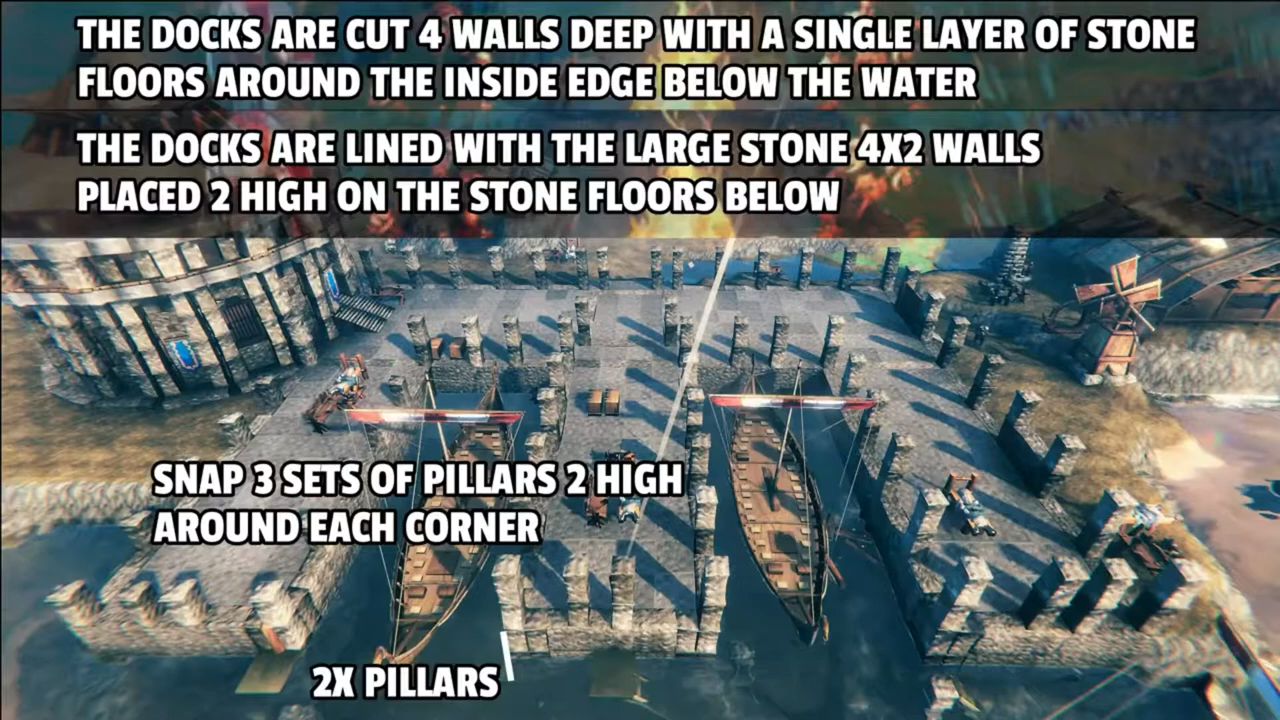 THE DOCKS ARE CUT 4 WALLS DEEP WITH A SINGLE LAYER OF STONE
FLOORS AROUND THE INSIDE EDGE BELOW THE WATER
THE DOCKS ARE LINED WITH THE LARGE STONE 4X2 WALLS
PLACED 2 HIGH ON THE STONE FLOORS BELOW
SNAP 3 SETS OF PILLARS 2 HIGH
AROUND EACH CORNER
2X PILLARS